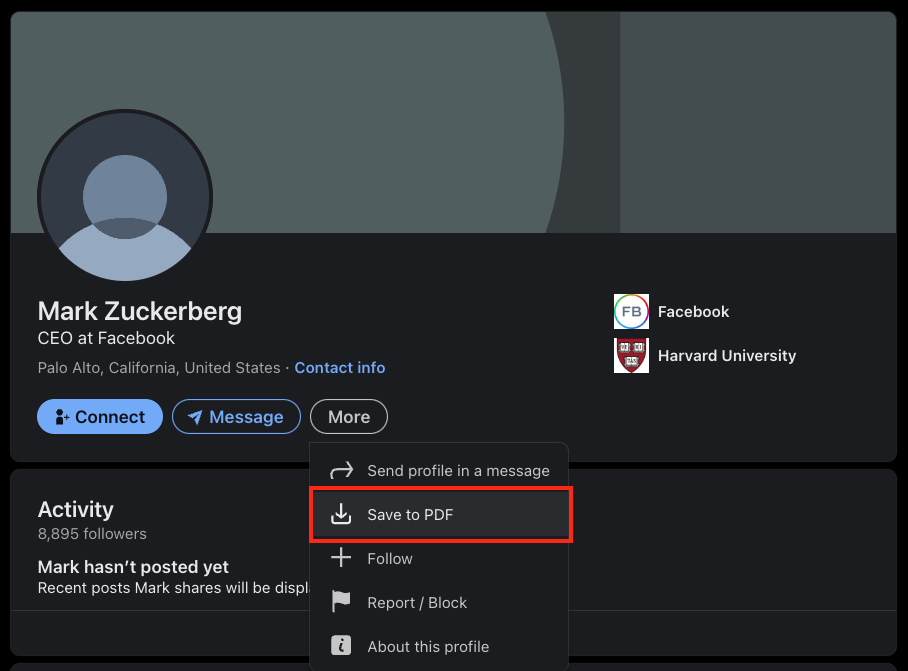 Mark Zuckerberg
CEO at Facebook
Palo Alto, California, United States · Contact info
Connect
Message
More
FB
Facebook
Harvard University
Send profile in a message
Save to PDF
Follow
Report / Block
About this profile
Activity
8,895 followers
Mark hasn’t posted yet
Recent posts Mark shares will be